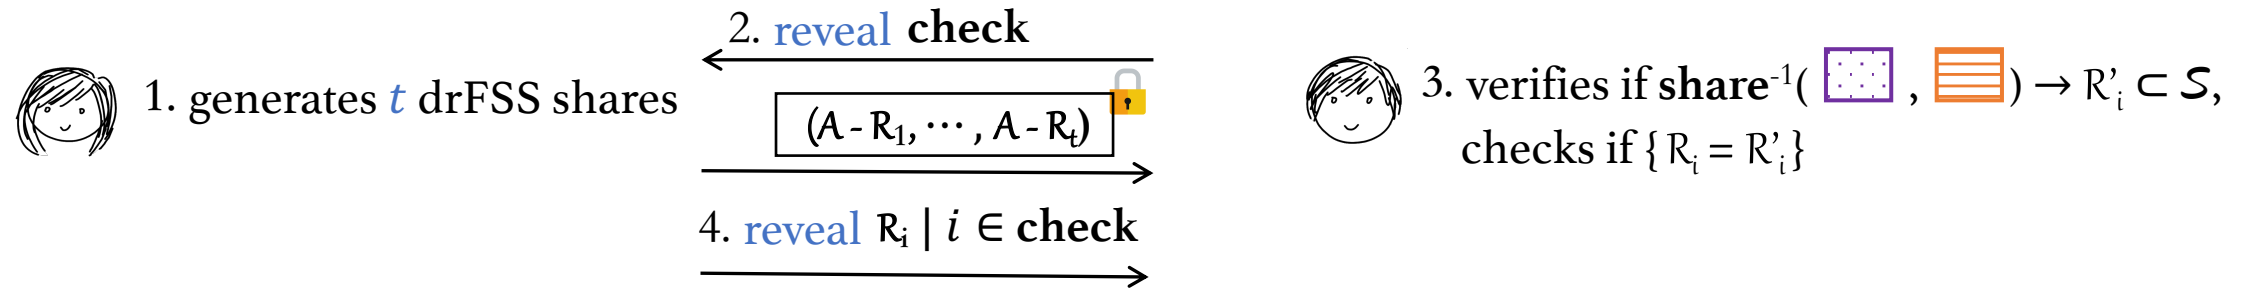 1. generates t drFSS shares
2. reveal check
(A - R₁, ··· , A - Rₜ)
4. reveal Rᵢ | i ∈ check
3. verifies if share⁻¹( , ) → R’ᵢ ⊂ S,
checks if { Rᵢ = R’ᵢ}